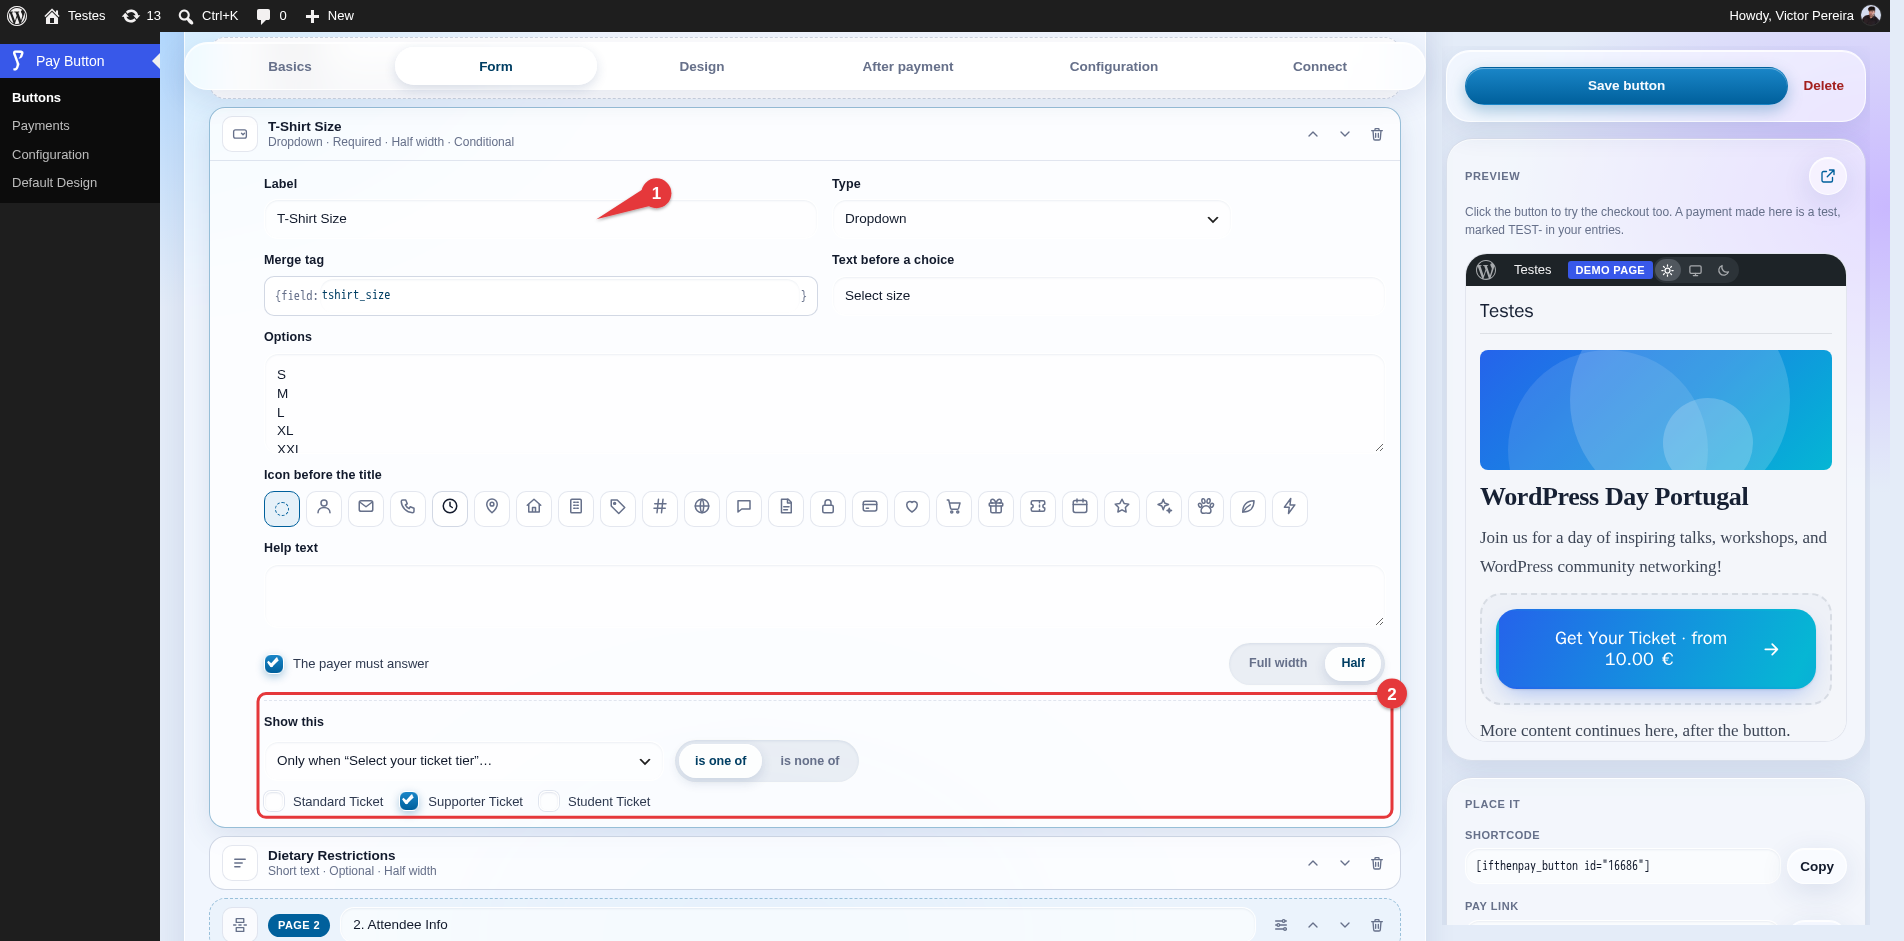 Testes
13
Ctrl+K
0
New
Howdy, Victor Pereira
Pay Button
Buttons
Payments
Configuration
Default Design
Basics
Form
Design
After payment
Configuration
Connect
T-Shirt Size
Dropdown · Required · Half width · Conditional
Label
T-Shirt Size
1
Type
Dropdown
Merge tag
{field: tshirt_size }
Text before a choice
Select size
Options
S
M
L
XL
XXL
Icon before the title
Help text
The payer must answer
Full width
Half
2
Show this
Only when “Select your ticket tier”…
is one of
is none of
Standard Ticket
Supporter Ticket
Student Ticket
Dietary Restrictions
Short text · Optional · Half width
PAGE 2
2. Attendee Info
Save button
Delete
PREVIEW
Click the button to try the checkout too. A payment made here is a test,
marked TEST- in your entries.
Testes
DEMO PAGE
Testes
WordPress Day Portugal
Join us for a day of inspiring talks, workshops, and
WordPress community networking!
Get Your Ticket · from
10.00 €
More content continues here, after the button.
PLACE IT
SHORTCODE
[ifthenpay_button id="16686"]
Copy
PAY LINK